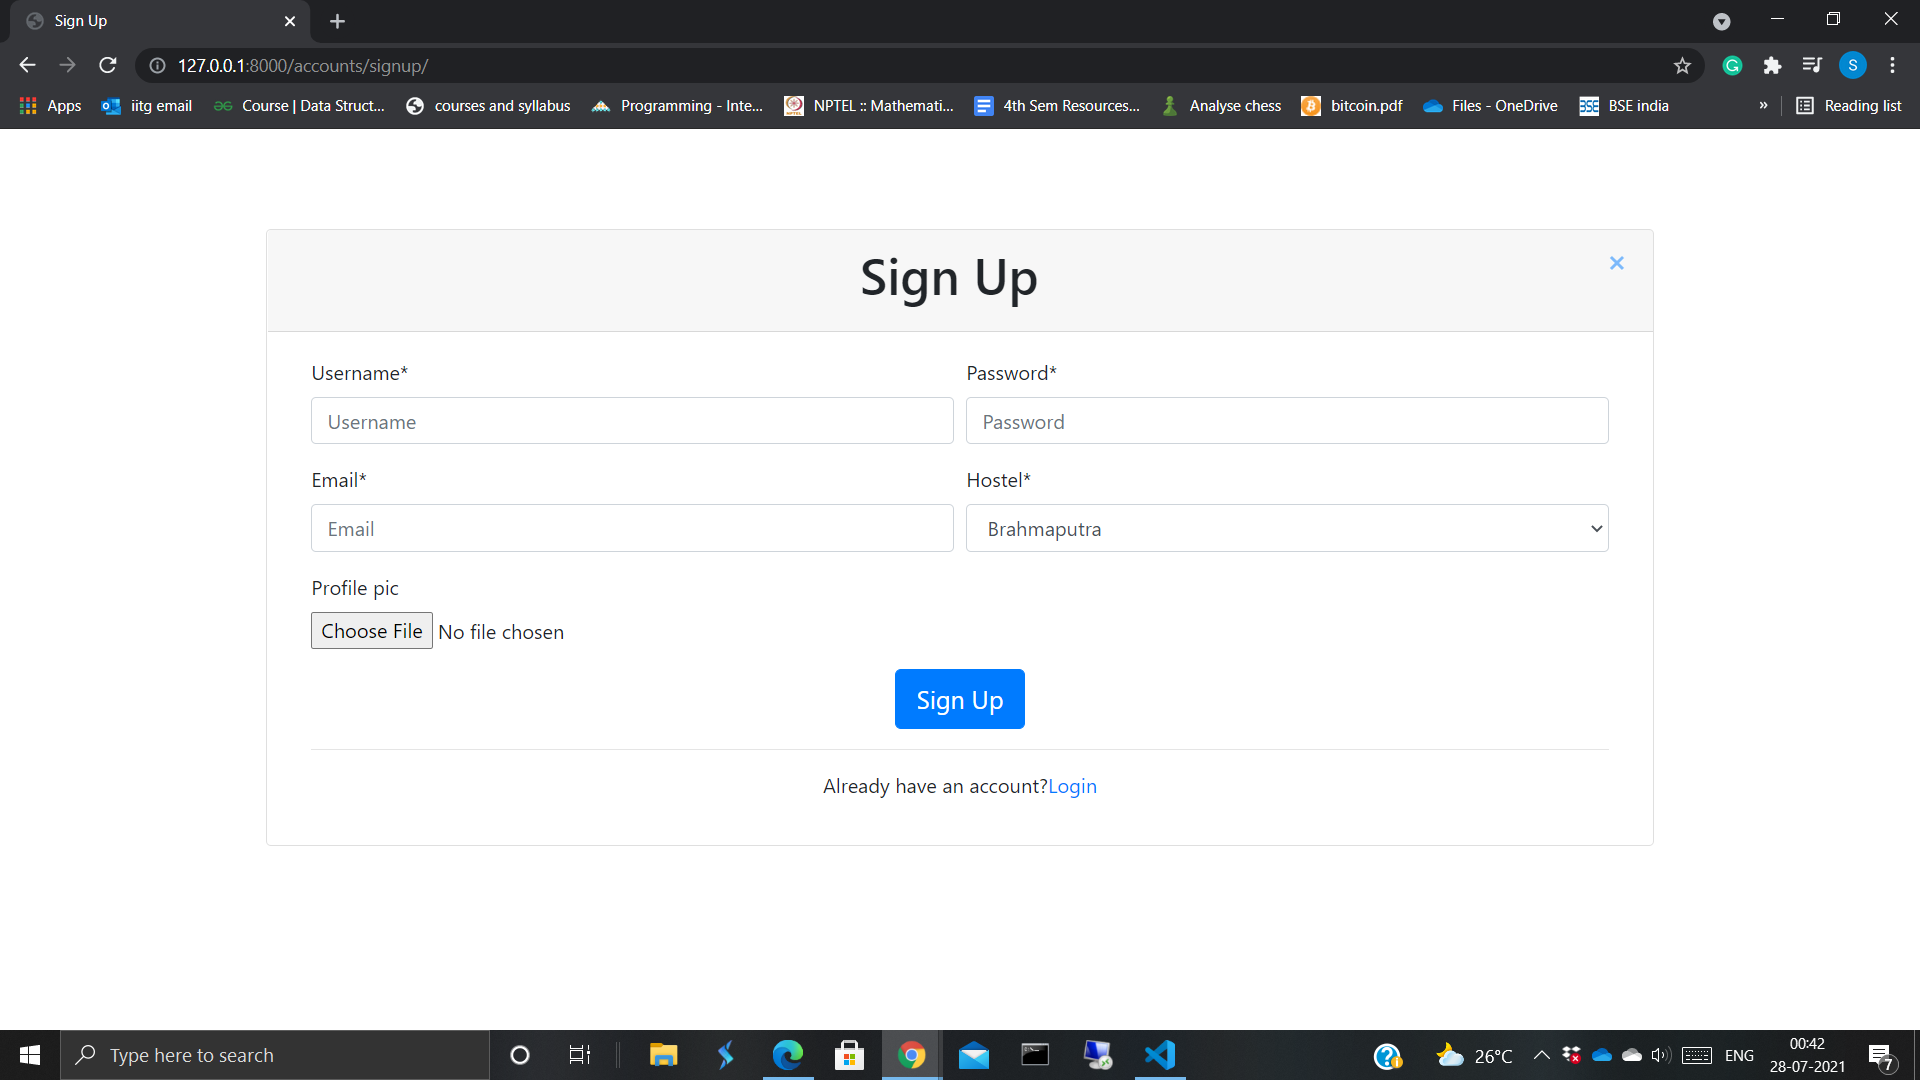 Sign Up
127.0.0.1:8000/accounts/signup/
S
Apps
iitg email
Course | Data Struct...
courses and syllabus
Programming - Inte...
NPTEL :: Mathemati...
4th Sem Resources...
Analyse chess
bitcoin.pdf
Files - OneDrive
BSE india
»
Reading list
Sign Up
×
Username*
Password*
Username
Password
Email*
Hostel*
Email
Brahmaputra
Profile pic
Choose File No file chosen
Sign Up
Already have an account?Login
Type here to search
26°C
ENG
00:42
28-07-2021
7